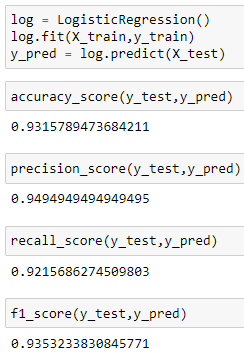 log = LogisticRegression()
log.fit(X_train,y_train)
y_pred = log.predict(X_test)
accuracy_score(y_test,y_pred)
0.9315789473684211
precision_score(y_test,y_pred)
0.9494949494949495
recall_score(y_test,y_pred)
0.9215686274509803
f1_score(y_test,y_pred)
0.9353233830845771